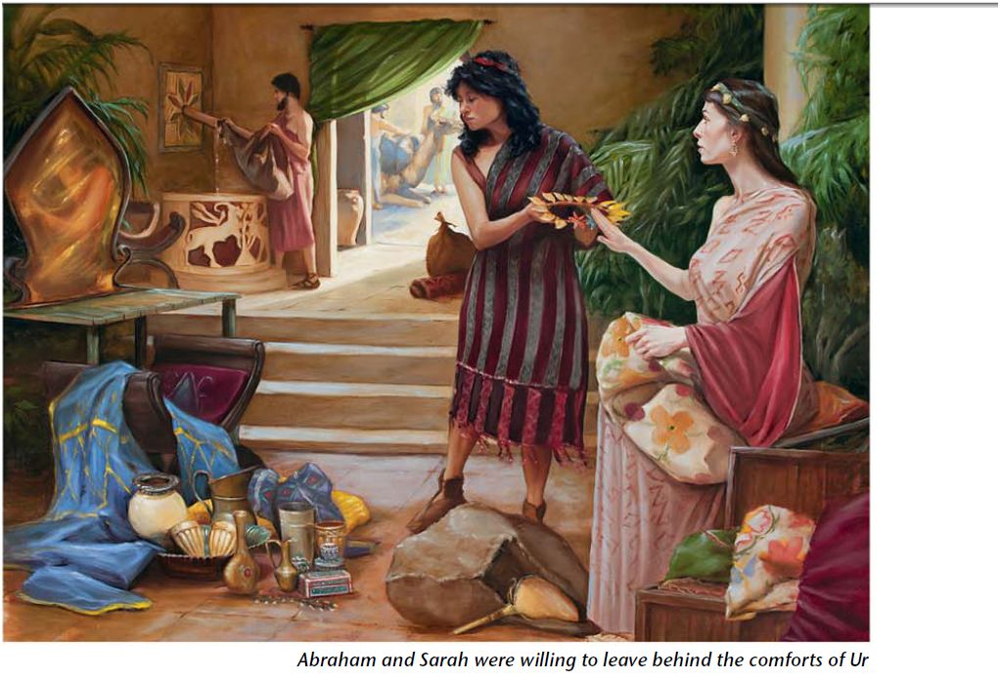 Abraham and Sarah were willing to leave behind the comforts of Ur